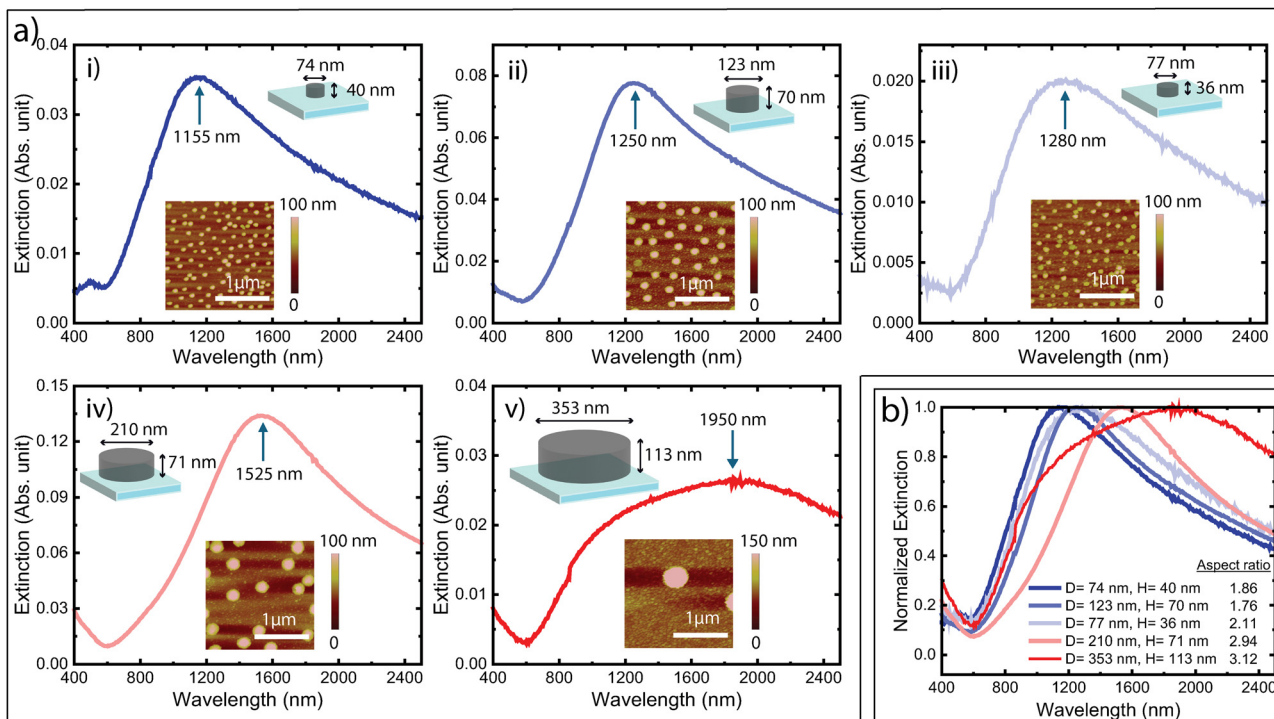 a)
i)
0.04
0.03
0.02
0.01
0.00
Extinction (Abs. unit)
74 nm
40 nm
1155 nm
100 nm
0
1μm
400 800 1200 1600 2000 2400
Wavelength (nm)
ii)
0.08
0.06
0.04
0.02
0.00
Extinction (Abs. unit)
123 nm
70 nm
1250 nm
100 nm
0
1μm
400 800 1200 1600 2000 2400
Wavelength (nm)
iii)
0.020
0.015
0.010
0.005
0.000
Extinction (Abs. unit)
77 nm
36 nm
1280 nm
100 nm
0
1μm
400 800 1200 1600 2000 2400
Wavelength (nm)
iv)
0.15
0.12
0.09
0.06
0.03
0.00
Extinction (Abs. unit)
210 nm
71 nm
1525 nm
100 nm
0
1μm
400 800 1200 1600 2000 2400
Wavelength (nm)
v)
0.04
0.03
0.02
0.01
0.00
Extinction (Abs. unit)
353 nm
113 nm
1950 nm
150 nm
0
1μm
400 800 1200 1600 2000 2400
Wavelength (nm)
b)
1.0
0.8
0.6
0.4
0.2
0.0
Normalized Extinction
Aspect ratio
D= 74 nm, H= 40 nm 1.86
D= 123 nm, H= 70 nm 1.76
D= 77 nm, H= 36 nm 2.11
D= 210 nm, H= 71 nm 2.94
D= 353 nm, H= 113 nm 3.12
400 800 1200 1600 2000 2400
Wavelength (nm)